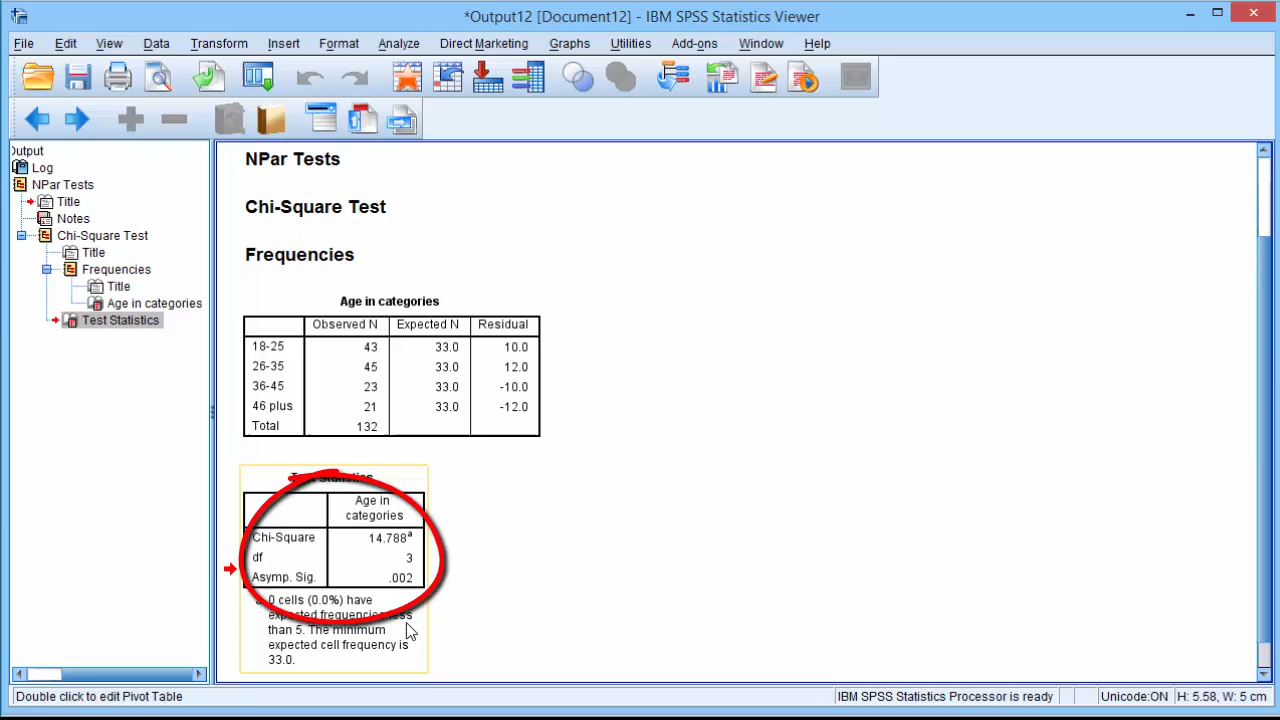 *Output12 [Document12] - IBM SPSS Statistics Viewer
File Edit View Data Transform Insert Format Analyze Direct Marketing Graphs Utilities Add-ons Window Help
utput
Log
NPar Tests
Title
Notes
Chi-Square Test
Title
Frequencies
Title
Age in categories
Test Statistics
NPar Tests
Chi-Square Test
Frequencies
Age in categories
Observed N Expected N Residual
18-25 43 33.0 10.0
26-35 45 33.0 12.0
36-45 23 33.0 -10.0
46 plus 21 33.0 -12.0
Total 132
Test Statistics
Age in
categories
Chi-Square 14.788a
df 3
Asymp. Sig. .002
a. 0 cells (0.0%) have
expected frequencies less
than 5. The minimum
expected cell frequency is
33.0.
Double click to edit Pivot Table IBM SPSS Statistics Processor is ready Unicode:ON H: 5.58, W: 5 cm